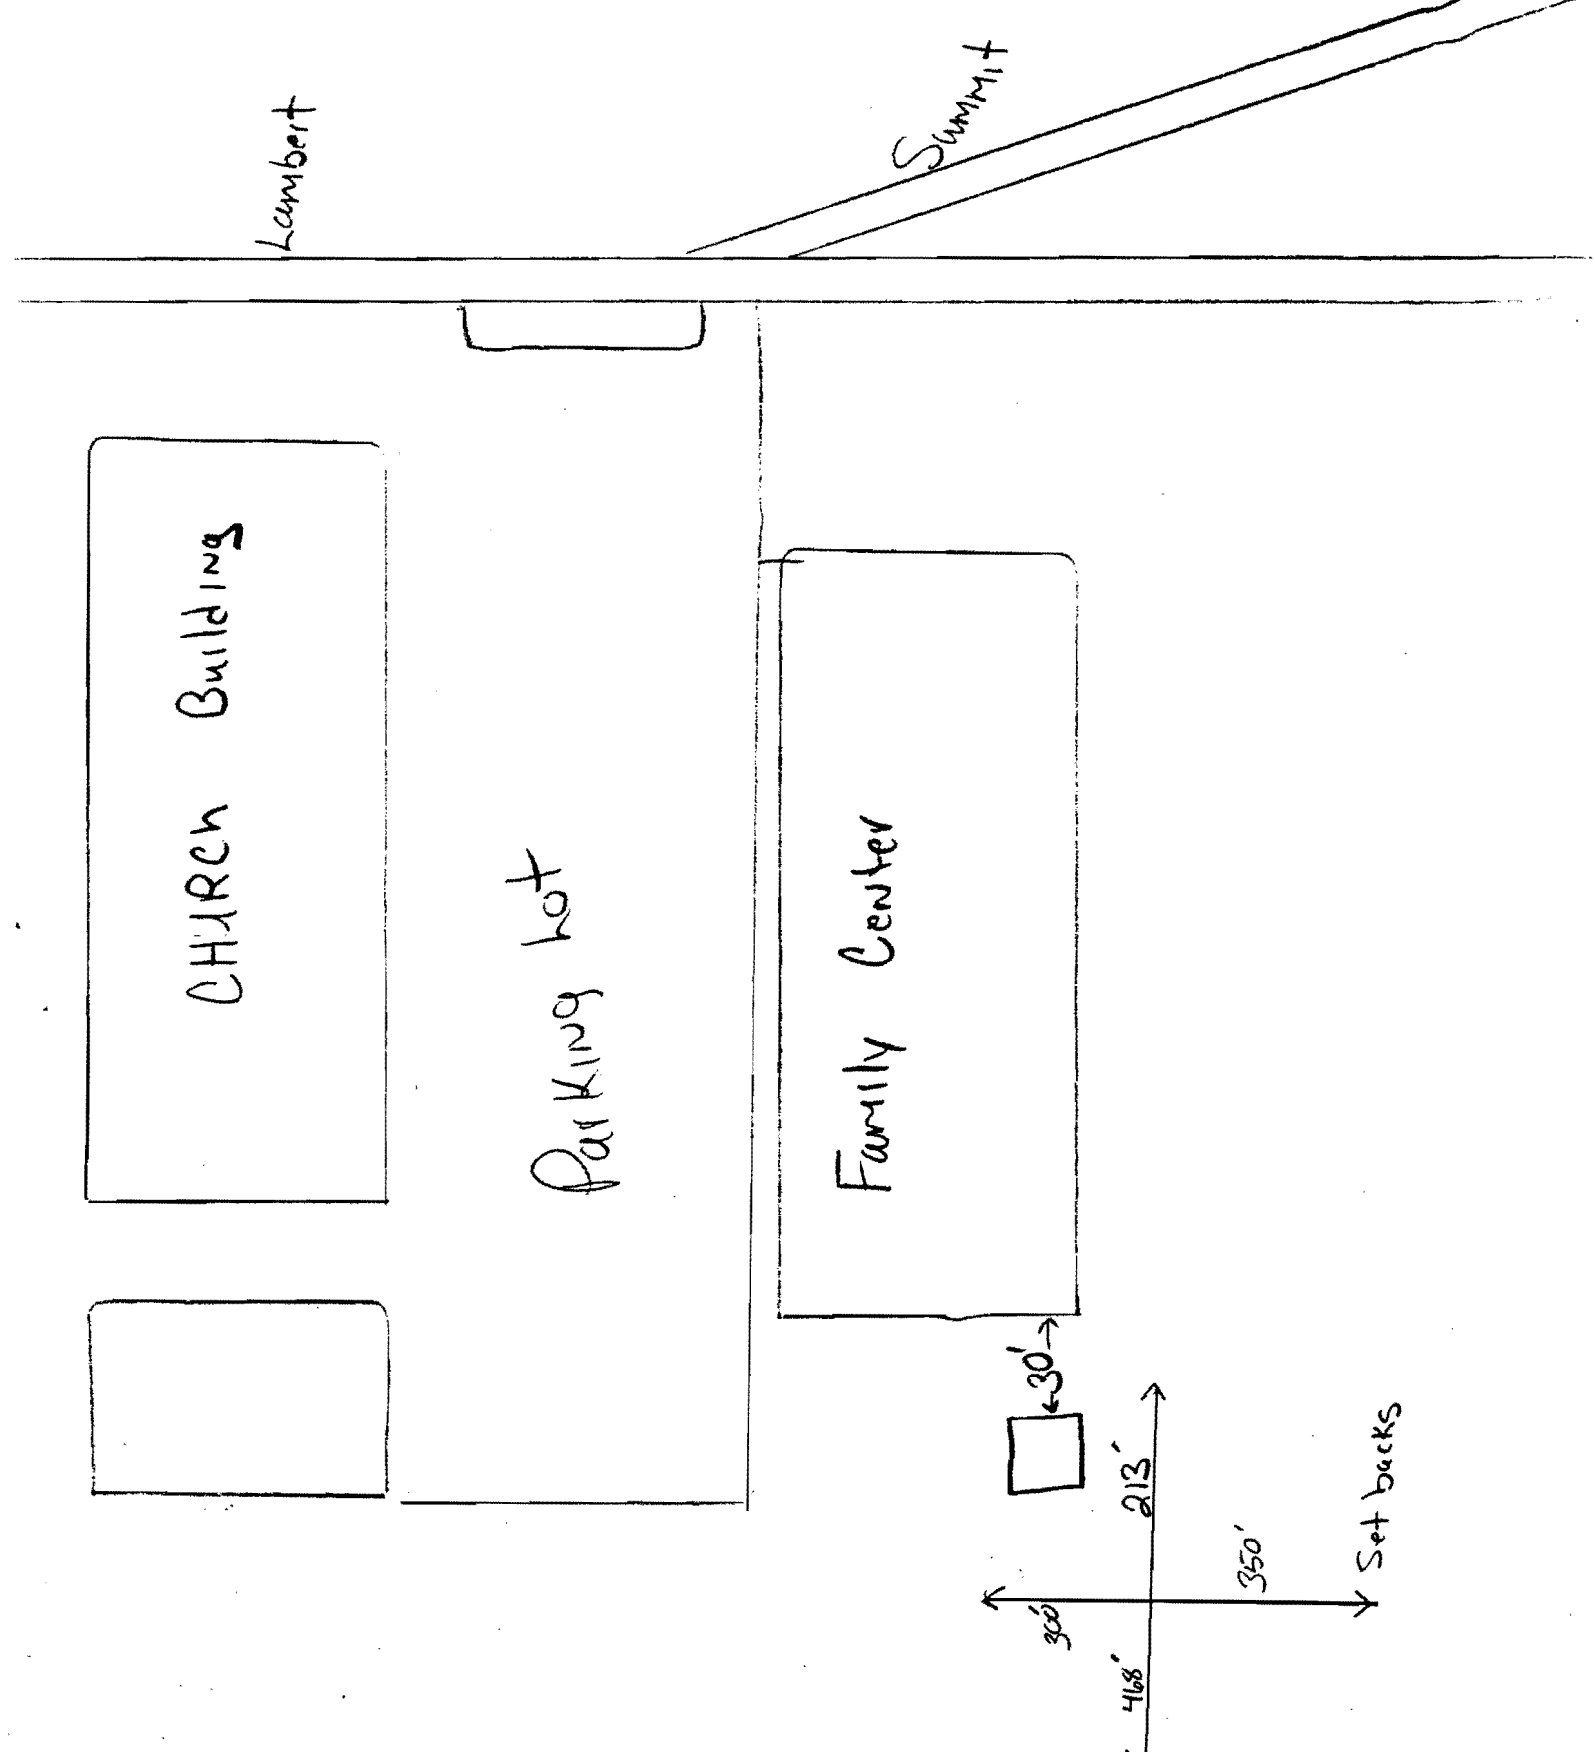 Lambert
Summit
CHURCh Building
Parking Lot
Family Center
30'
213'
300'
350'
468'
Set backs